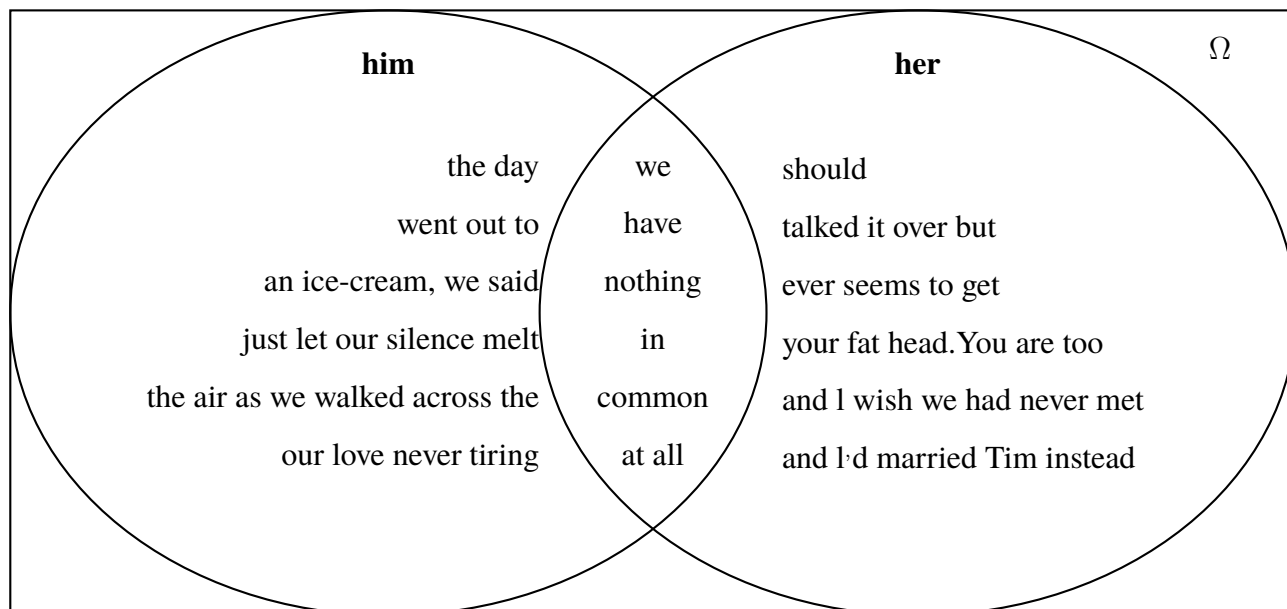 him her Ω
the day we should
went out to have talked it over but
an ice-cream, we said nothing ever seems to get
just let our silence melt in your fat head.You are too
the air as we walked across the common and l wish we had never met
our love never tiring at all and l’d married Tim instead